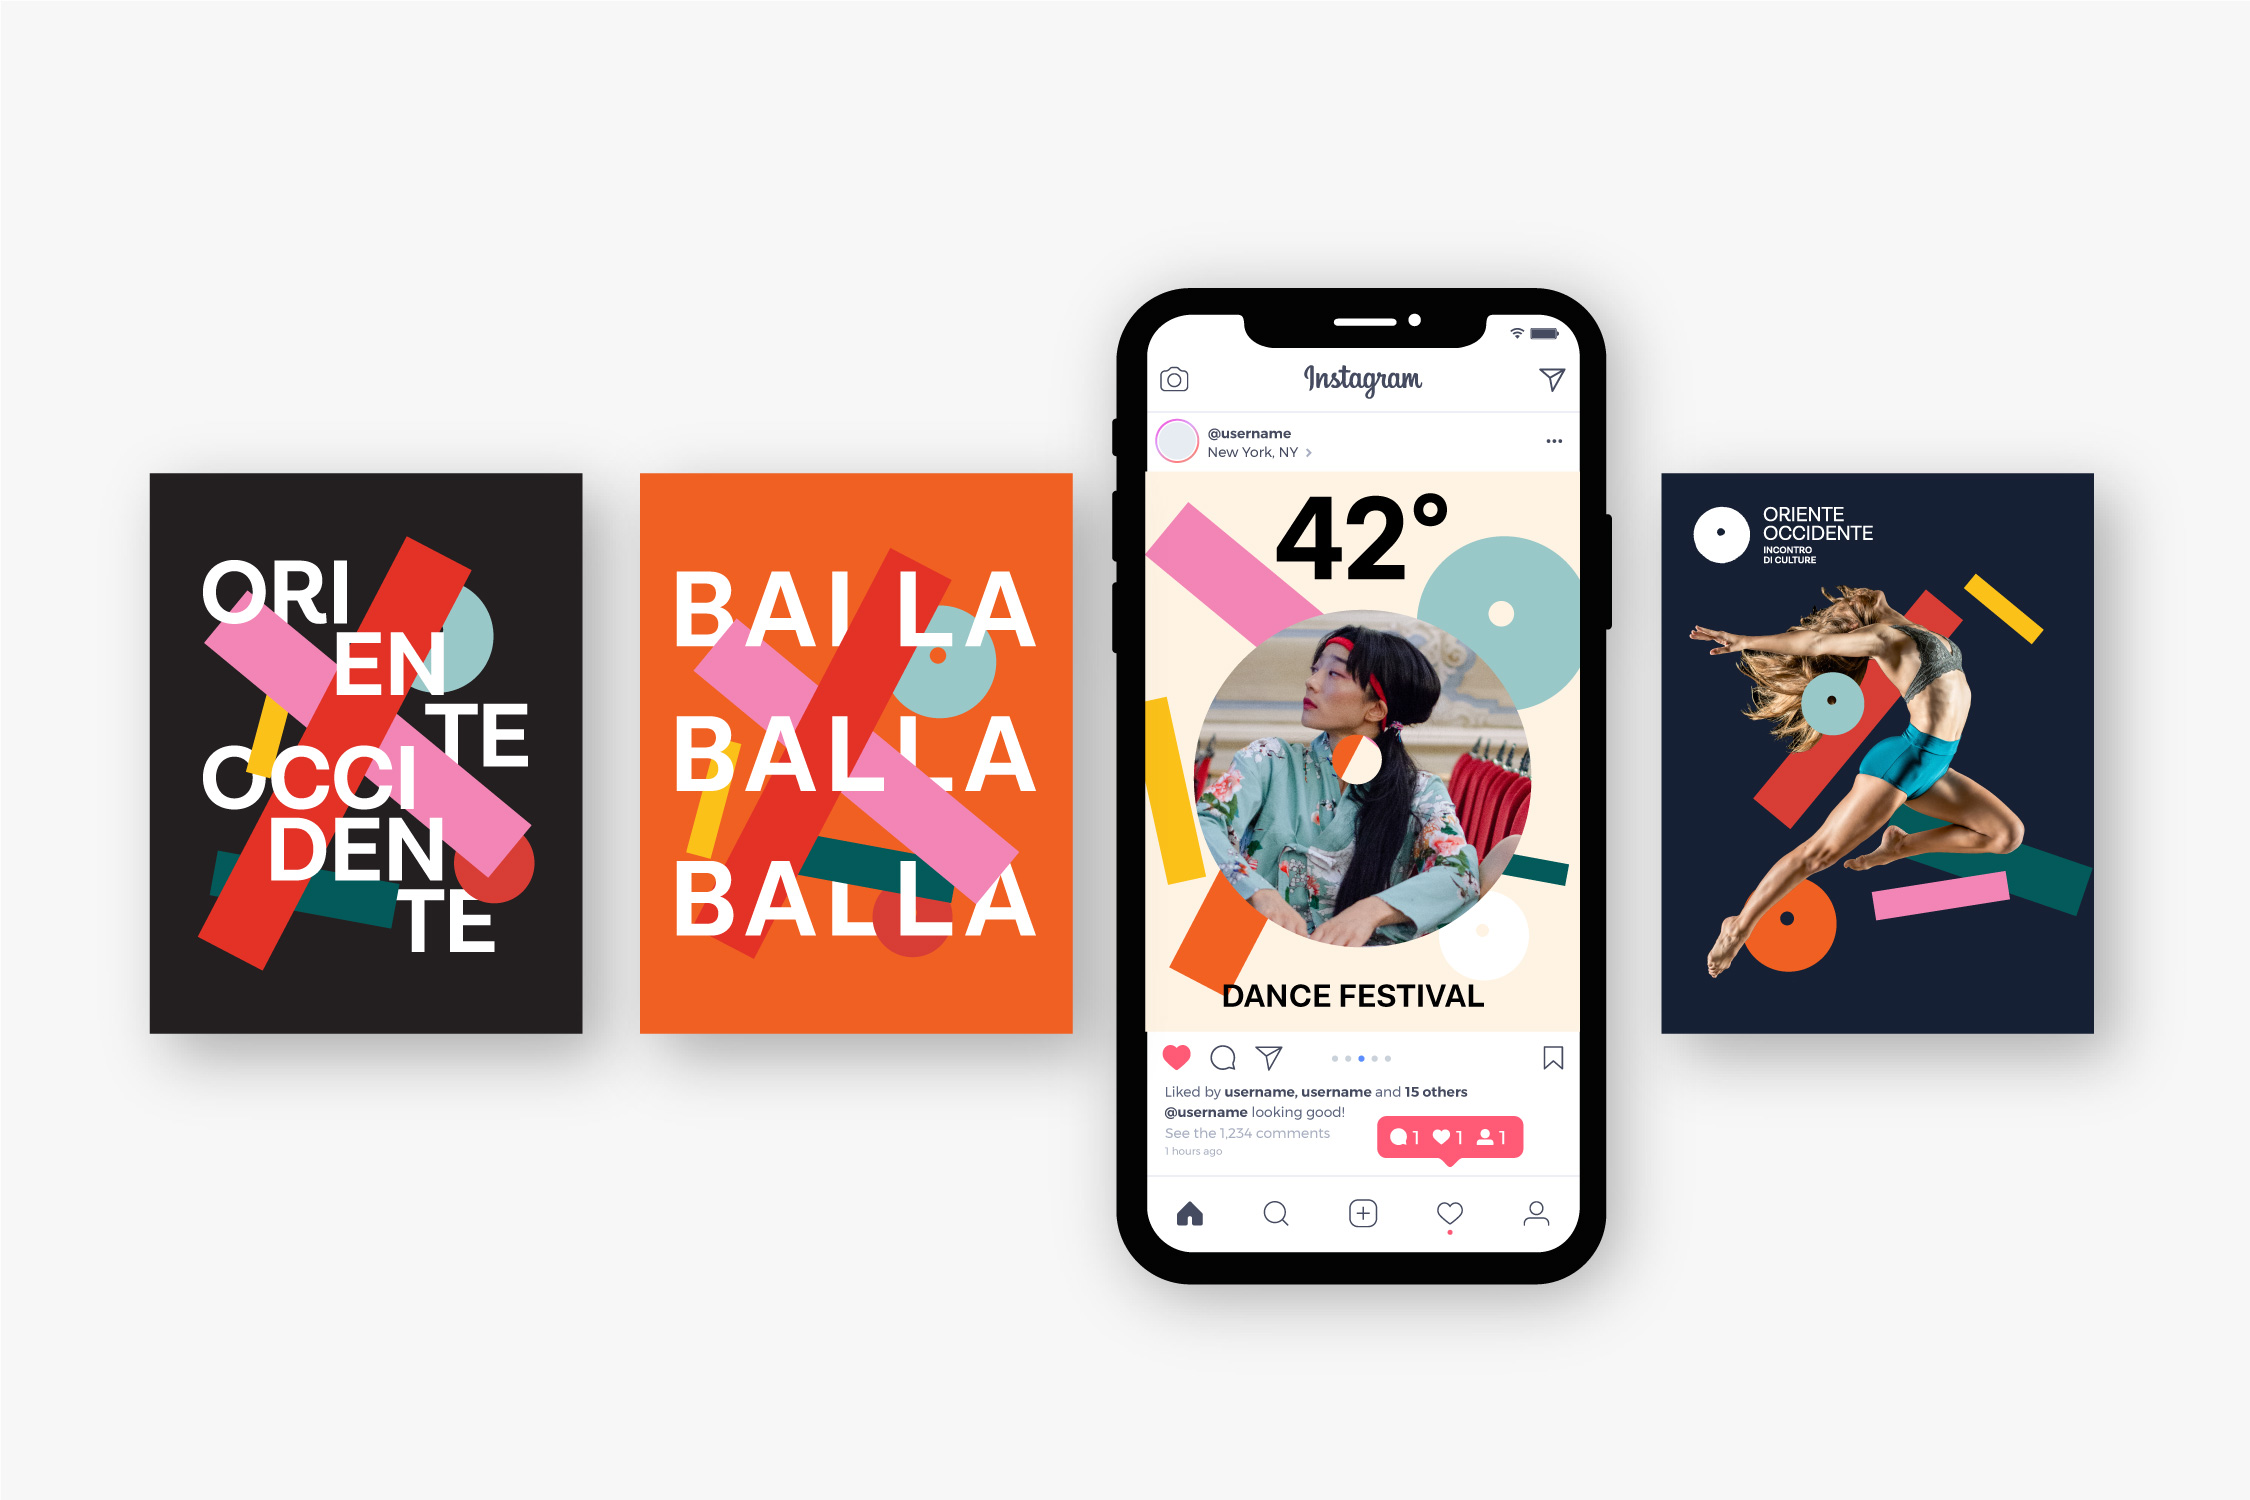 ORI
EN
TE
OCCI
DEN
TE
BALLA
BALLA
BALLA
Instagram
@username
New York, NY >
42°
DANCE FESTIVAL
Liked by username, username and 15 others
@username looking good!
See the 1,234 comments
1 hours ago
1 1 1
ORIENTE
OCCIDENTE
INCONTRO
DI CULTURE